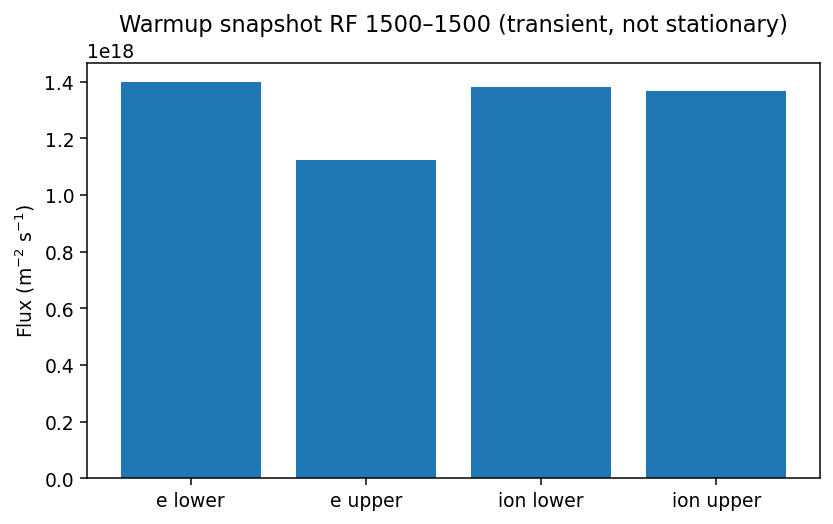 Warmup snapshot RF 1500–1500 (transient, not stationary)
1e18
Flux (m⁻² s⁻¹)
1.4
1.2
1.0
0.8
0.6
0.4
0.2
0.0
e lower e upper ion lower ion upper